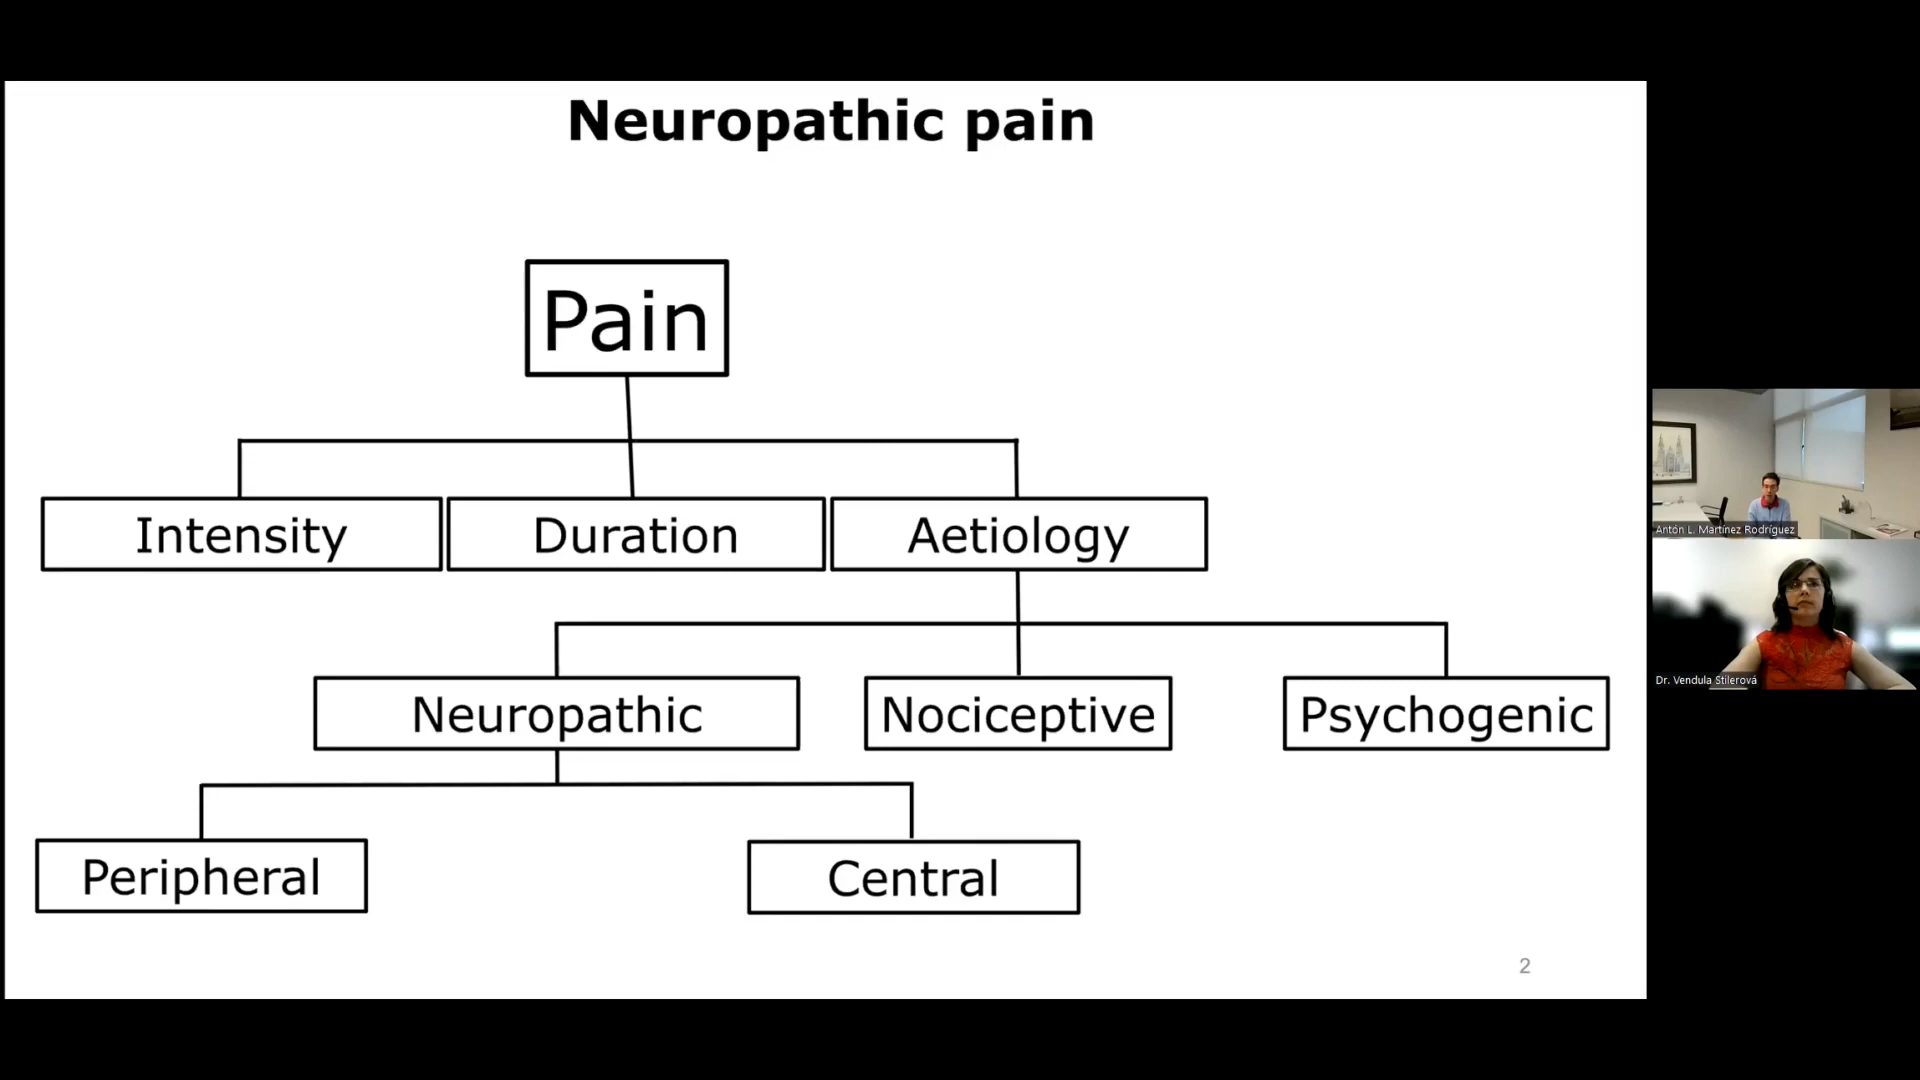 Neuropathic pain
Pain
Intensity
Duration
Aetiology
Neuropathic
Nociceptive
Psychogenic
Peripheral
Central
2
Antón L. Martínez Rodríguez
Dr. Vendula Stilerová